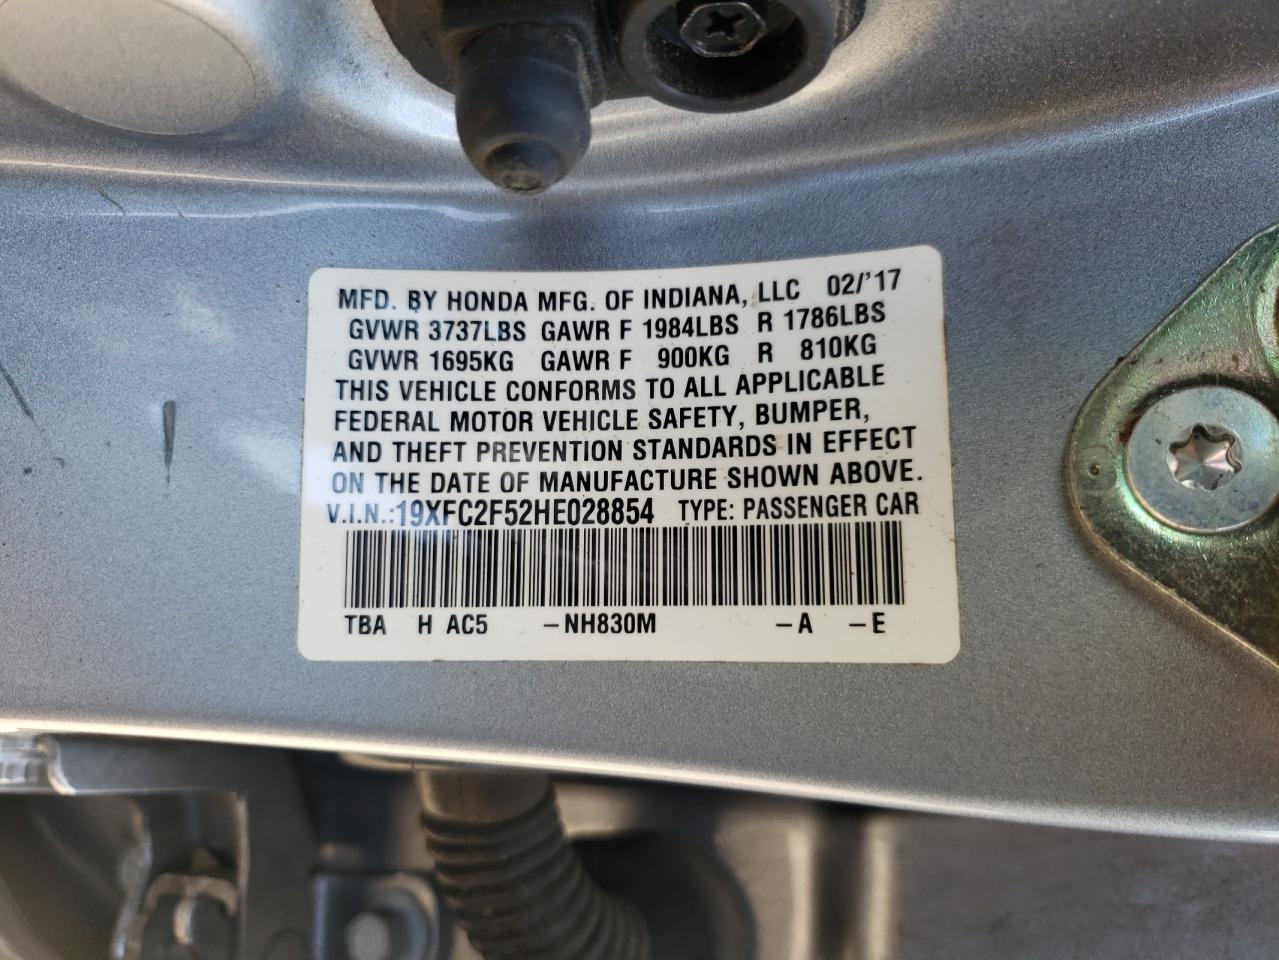 MFD. BY HONDA MFG. OF INDIANA, LLC 02/'17
GVWR 3737LBS GAWR F 1984LBS R 1786LBS
GVWR 1695KG GAWR F 900KG R 810KG
THIS VEHICLE CONFORMS TO ALL APPLICABLE
FEDERAL MOTOR VEHICLE SAFETY, BUMPER,
AND THEFT PREVENTION STANDARDS IN EFFECT
ON THE DATE OF MANUFACTURE SHOWN ABOVE.
V.I.N.:19XFC2F52HE028854 TYPE: PASSENGER CAR
TBA H AC5 –NH830M –A –E